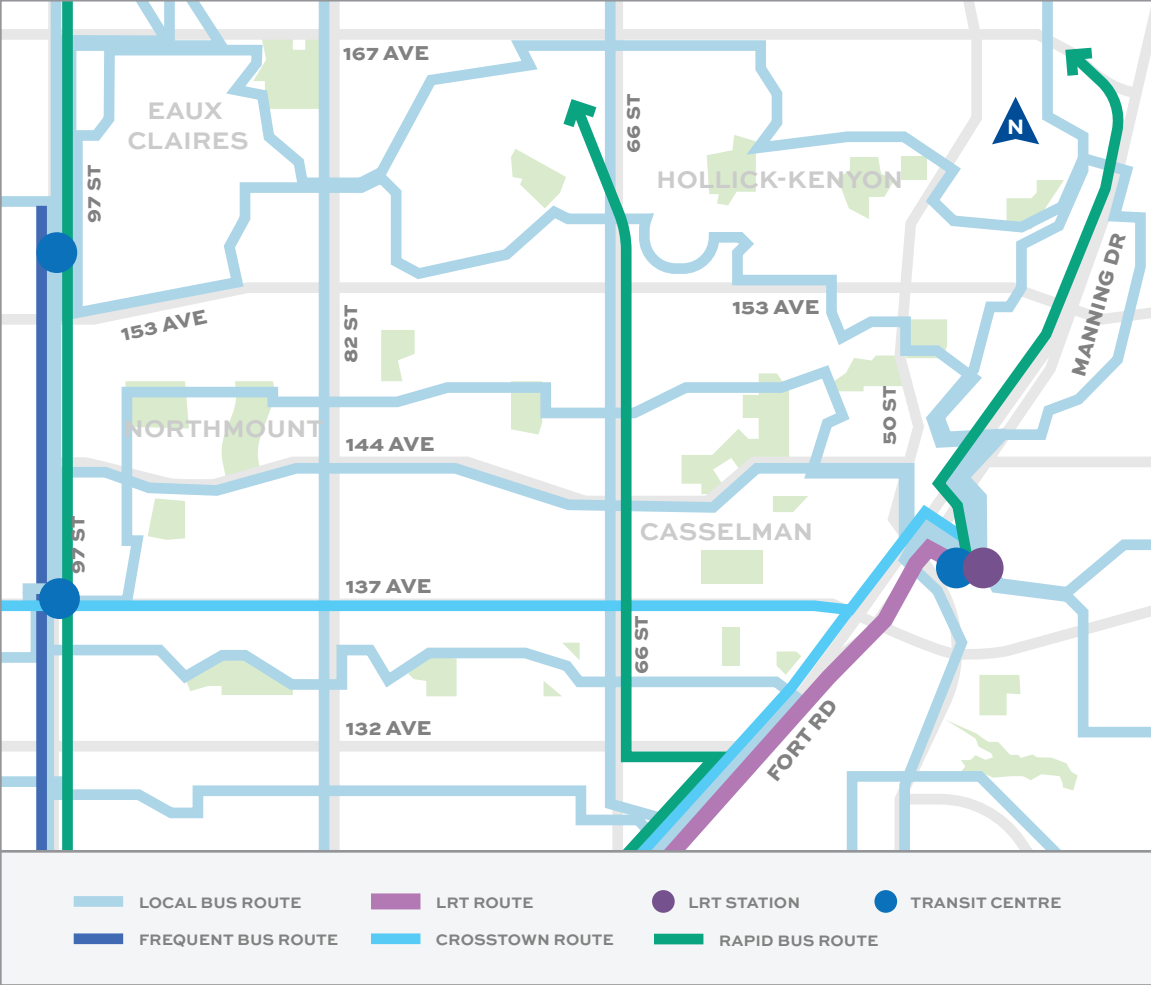 167 AVE
EAUX
CLAIRES
66 ST
N
97 ST
HOLLICK-KENYON
MANNING DR
153 AVE
82 ST
153 AVE
50 ST
NORTHMOUNT
144 AVE
97 ST
CASSELMAN
137 AVE
66 ST
132 AVE
FORT RD
LOCAL BUS ROUTE
LRT ROUTE
LRT STATION
TRANSIT CENTRE
FREQUENT BUS ROUTE
CROSSTOWN ROUTE
RAPID BUS ROUTE